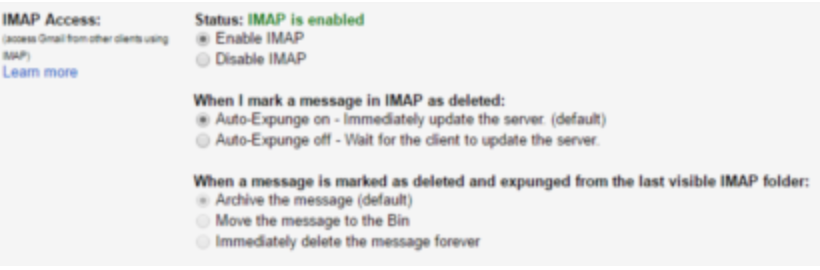 IMAP Access:
(access Gmail from other clients using
IMAP)
Learn more
Status: IMAP is enabled
Enable IMAP
Disable IMAP
When I mark a message in IMAP as deleted:
Auto-Expunge on - Immediately update the server. (default)
Auto-Expunge off - Wait for the client to update the server.
When a message is marked as deleted and expunged from the last visible IMAP folder:
Archive the message (default)
Move the message to the Bin
Immediately delete the message forever